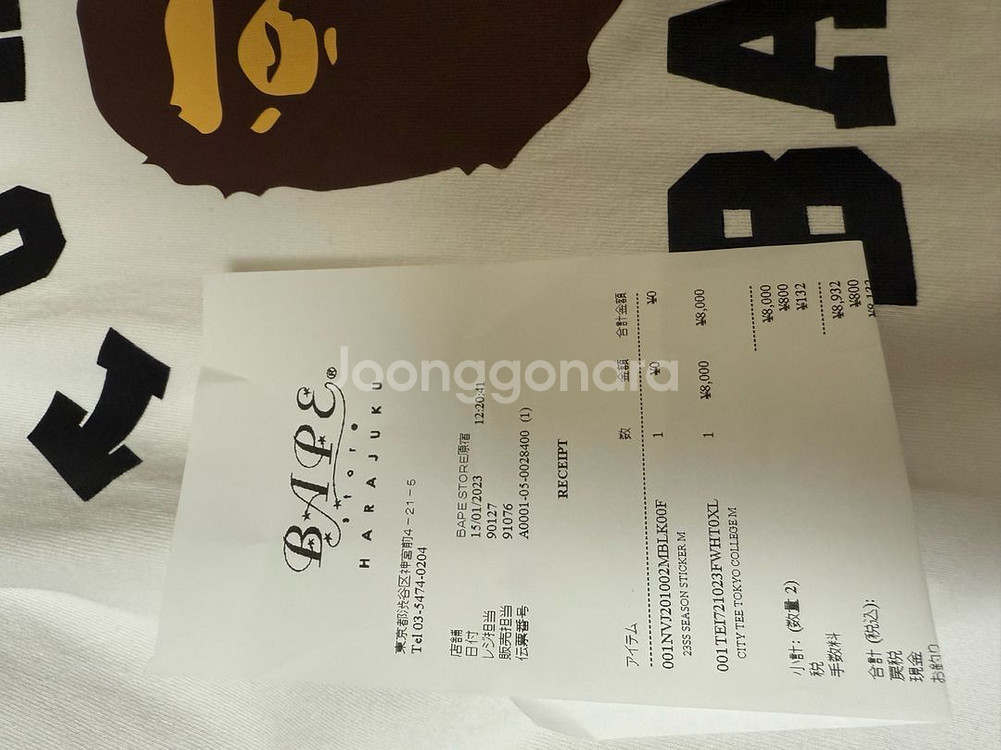 BAPE®
Store
HARAJUKU
東京都渋谷区神宮前4-21-5
Tel 03-5474-0204
店舗 BAPE STORE原宿
日付 15/01/2023 12:20:41
レジ担当 90127
販売担当 91076
伝票番号 A0001-05-0028400 (1)
RECEIPT
アイテム 数 金額 合計金額
001NVJ201002MBLK00F 1 ¥0 ¥0
23SS SEASON STICKER M
001TEI721023FWHT0XL 1 ¥8,000 ¥8,000
CITY TEE TOKYO COLLEGE M
小計: (数量 2) ¥8,000
税 ¥800
手数料 ¥132
合計 (税込): ¥8,932
戻税 ¥800
現金 ¥8,132
お釣り
BA
Joonggonara